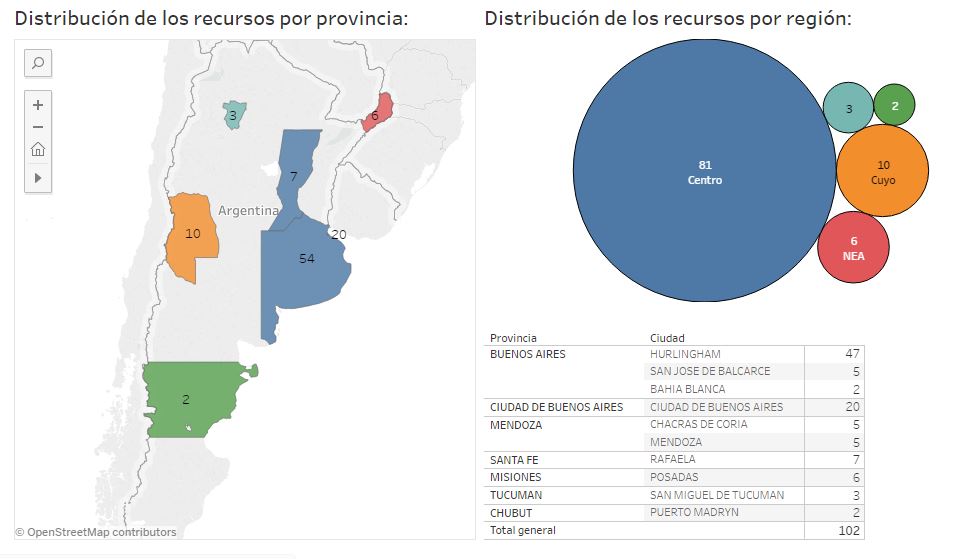 Distribución de los recursos por provincia:
3
6
7
Argentina
10
20
54
2
© OpenStreetMap contributors
Distribución de los recursos por región:
81
Centro
3
2
10
Cuyo
6
NEA
Provincia Ciudad
BUENOS AIRES HURLINGHAM 47
SAN JOSE DE BALCARCE 5
BAHIA BLANCA 2
CIUDAD DE BUENOS AIRES CIUDAD DE BUENOS AIRES 20
MENDOZA CHACRAS DE CORIA 5
MENDOZA 5
SANTA FE RAFAELA 7
MISIONES POSADAS 6
TUCUMAN SAN MIGUEL DE TUCUMAN 3
CHUBUT PUERTO MADRYN 2
Total general 102